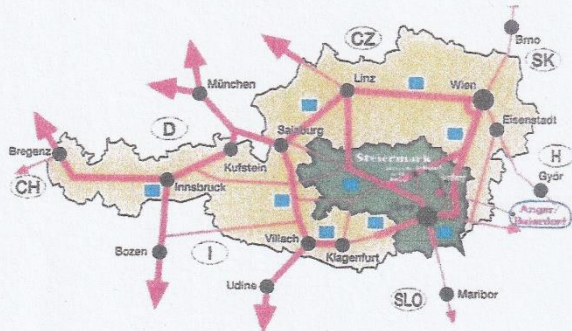 Brno
CZ
SK
Linz
Wien
München
Eisenstadt
D
Salzburg
H
Bregenz
Steiermark
Kufstein
Györ
CH
Innsbruck
Anger/
Baierdorf
Villach
Bozen
I
Klagenfurt
Udine
SLO
Maribor